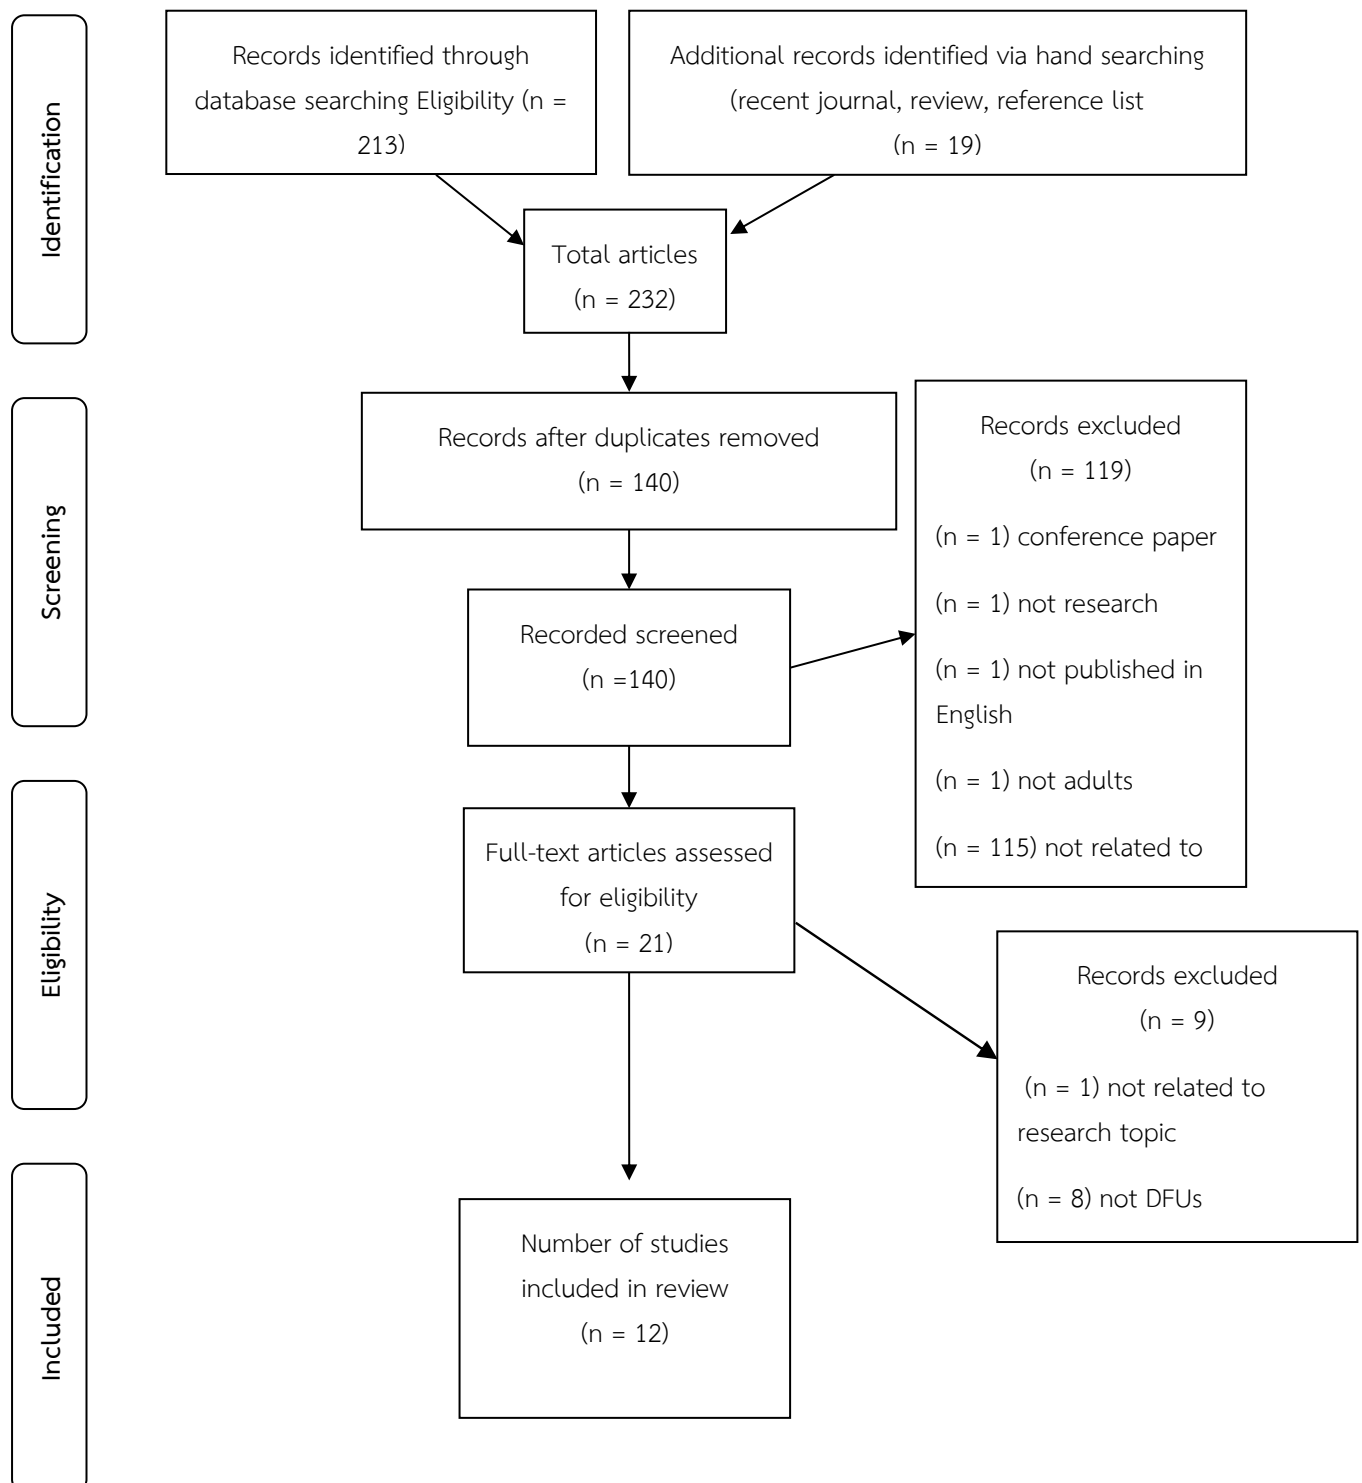 Identification
Records identified through
database searching Eligibility (n =
213)
Additional records identified via hand searching
(recent journal, review, reference list
(n = 19)
Total articles
(n = 232)
Screening
Records after duplicates removed
(n = 140)
Recorded screened
(n =140)
Records excluded
(n = 119)
(n = 1) conference paper
(n = 1) not research
(n = 1) not published in
English
(n = 1) not adults
(n = 115) not related to
Eligibility
Full-text articles assessed
for eligibility
(n = 21)
Records excluded
(n = 9)
(n = 1) not related to
research topic
(n = 8) not DFUs
Included
Number of studies
included in review
(n = 12)